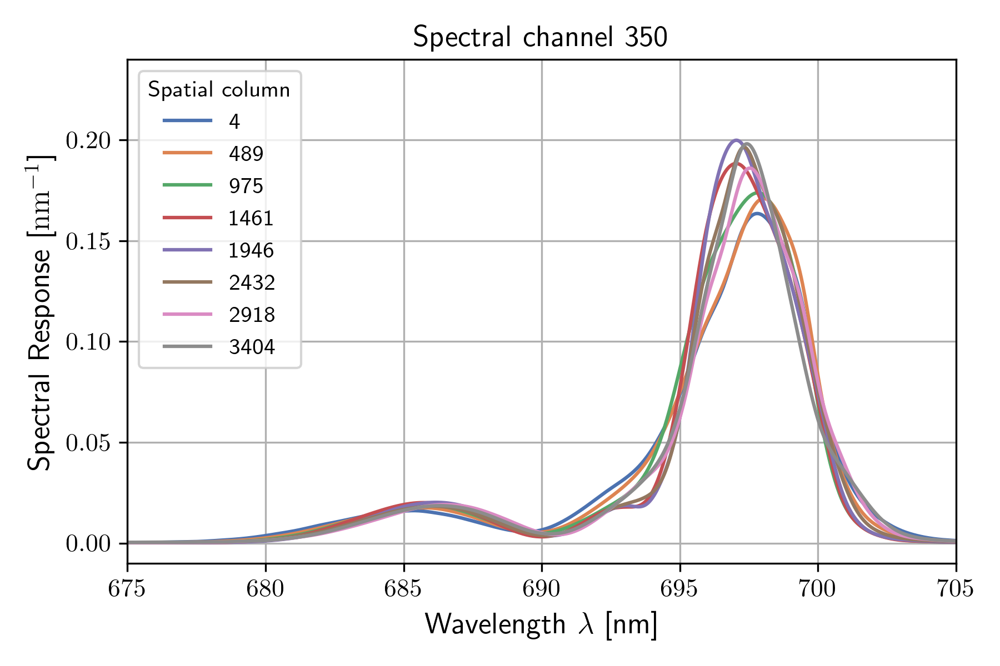 Spectral channel 350
Spatial column
4
489
975
1461
1946
2432
2918
3404
Spectral Response [nm⁻¹]
0.20
0.15
0.10
0.05
0.00
675 680 685 690 695 700 705
Wavelength λ [nm]